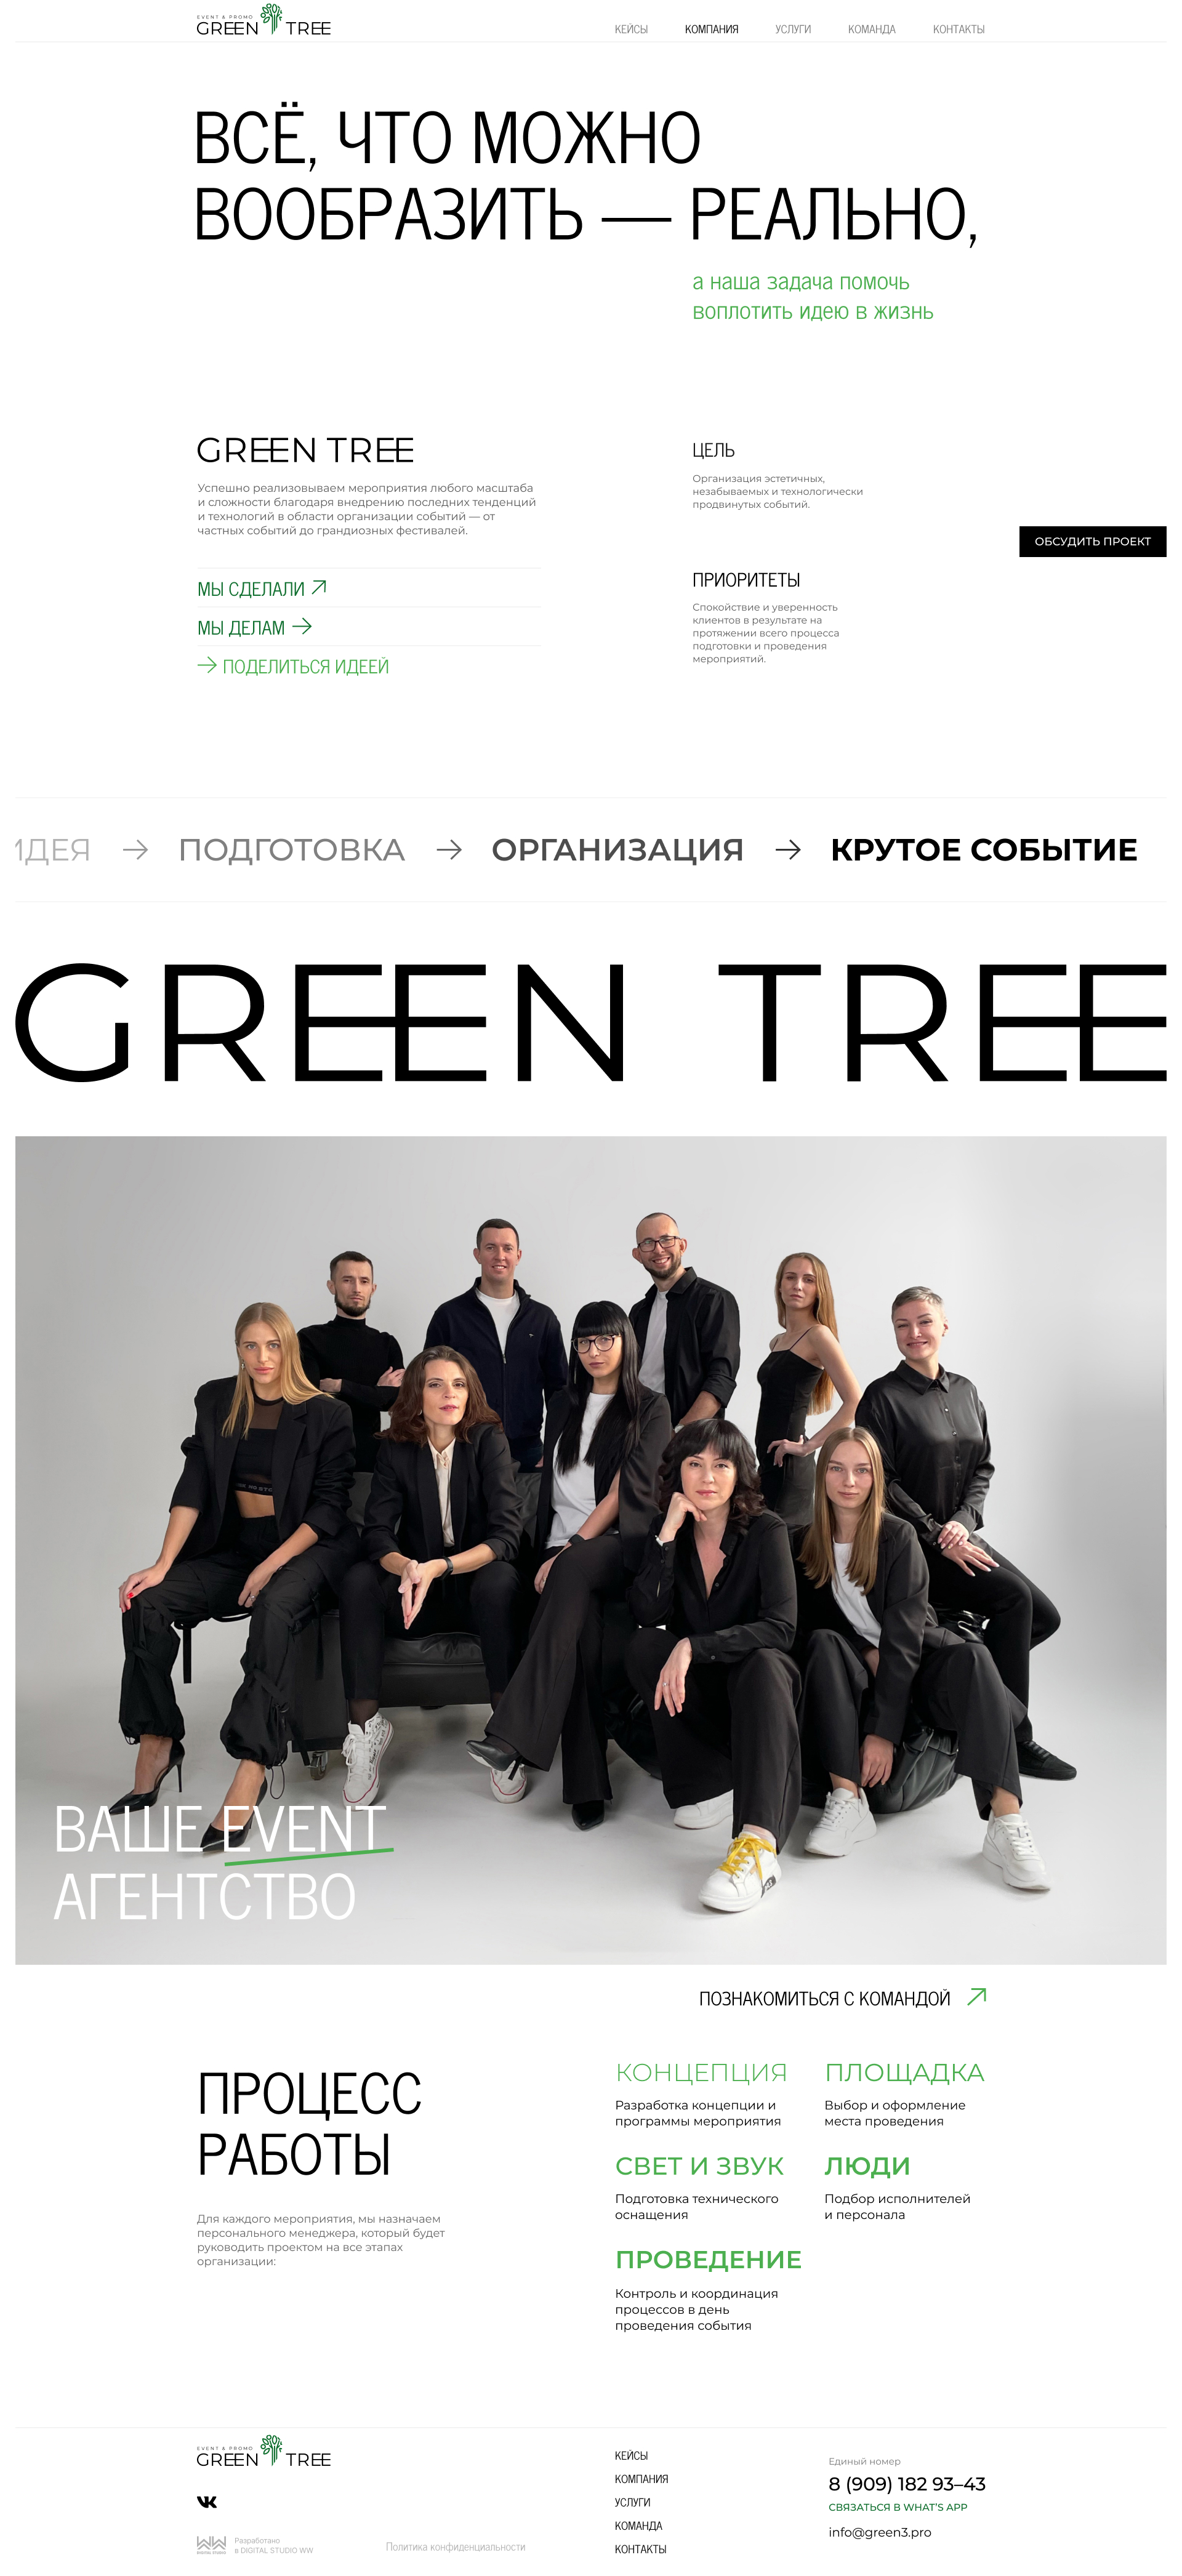 EVENT & PROMO
GREEN TREE
КЕЙСЫ
КОМПАНИЯ
УСЛУГИ
КОМАНДА
КОНТАКТЫ
ВСЁ, ЧТО МОЖНО
ВООБРАЗИТЬ — РЕАЛЬНО,
а наша задача помочь
воплотить идею в жизнь
GREEN TREE
Успешно реализовываем мероприятия любого масштаба
и сложности благодаря внедрению последних тенденций
и технологий в области организации событий — от
частных событий до грандиозных фестивалей.
МЫ СДЕЛАЛИ
МЫ ДЕЛАМ
ПОДЕЛИТЬСЯ ИДЕЕЙ
ЦЕЛЬ
Организация эстетичных,
незабываемых и технологически
продвинутых событий.
ОБСУДИТЬ ПРОЕКТ
ПРИОРИТЕТЫ
Спокойствие и уверенность
клиентов в результате на
протяжении всего процесса
подготовки и проведения
мероприятий.
ИДЕЯ → ПОДГОТОВКА → ОРГАНИЗАЦИЯ → КРУТОЕ СОБЫТИЕ
GREEN TREE
ВАШЕ EVENT
АГЕНТСТВО
ПОЗНАКОМИТЬСЯ С КОМАНДОЙ
ПРОЦЕСС
РАБОТЫ
Для каждого мероприятия, мы назначаем
персонального менеджера, который будет
руководить проектом на все этапах
организации:
КОНЦЕПЦИЯ
Разработка концепции и
программы мероприятия
ПЛОЩАДКА
Выбор и оформление
места проведения
СВЕТ И ЗВУК
Подготовка технического
оснащения
ЛЮДИ
Подбор исполнителей
и персонала
ПРОВЕДЕНИЕ
Контроль и координация
процессов в день
проведения события
EVENT & PROMO
GREEN TREE
DIGITAL STUDIO
Разработано
в DIGITAL STUDIO WW
Политика конфиденциальности
КЕЙСЫ
КОМПАНИЯ
УСЛУГИ
КОМАНДА
КОНТАКТЫ
Единый номер
8 (909) 182 93–43
СВЯЗАТЬСЯ В WHAT'S APP
info@green3.pro